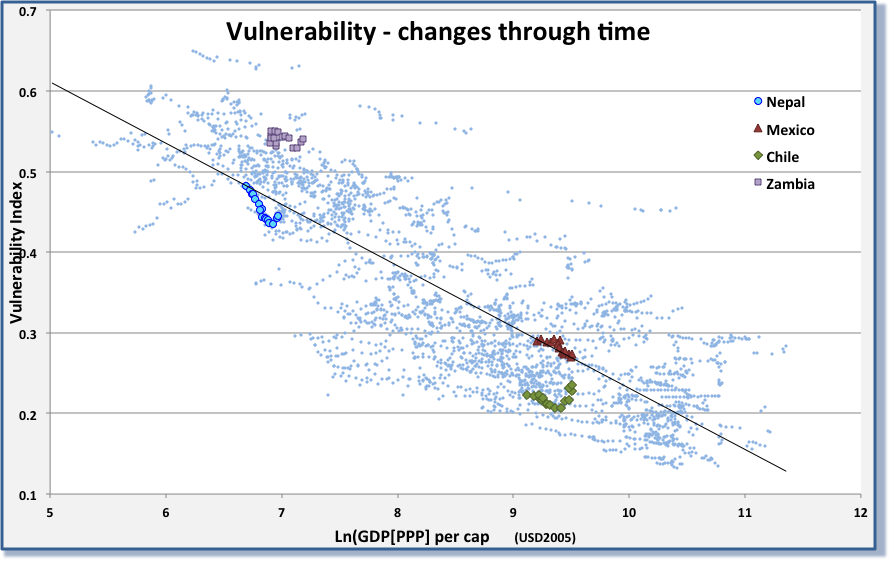 Vulnerability - changes through time
0.7
0.6
0.5
0.4
0.3
0.2
0.1
Vulnerability Index
Nepal
Mexico
Chile
Zambia
5 6 7 8 9 10 11 12
Ln(GDP[PPP] per cap (USD2005)